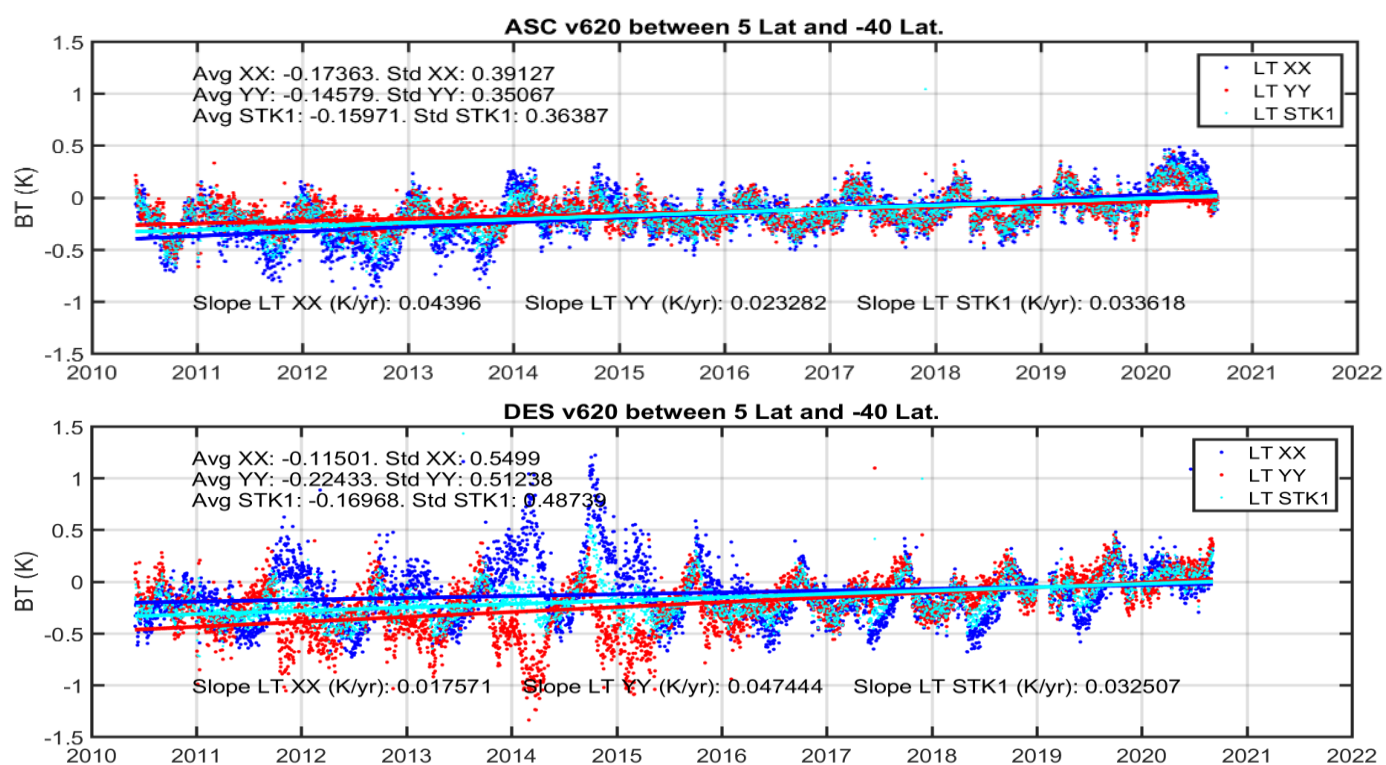 ASC v620 between 5 Lat and -40 Lat.
1.5
1
0.5
0
-0.5
-1
-1.5
BT (K)
Avg XX: -0.17363. Std XX: 0.39127
Avg YY: -0.14579. Std YY: 0.35067
Avg STK1: -0.15971. Std STK1: 0.36387
LT XX
LT YY
LT STK1
Slope LT XX (K/yr): 0.04396 Slope LT YY (K/yr): 0.023282 Slope LT STK1 (K/yr): 0.033618
2010 2011 2012 2013 2014 2015 2016 2017 2018 2019 2020 2021 2022
DES v620 between 5 Lat and -40 Lat.
1.5
1
0.5
0
-0.5
-1
-1.5
BT (K)
Avg XX: -0.11501. Std XX: 0.5499
Avg YY: -0.22433. Std YY: 0.51238
Avg STK1: -0.16968. Std STK1: 0.48739
LT XX
LT YY
LT STK1
Slope LT XX (K/yr): 0.017571 Slope LT YY (K/yr): 0.047444 Slope LT STK1 (K/yr): 0.032507
2010 2011 2012 2013 2014 2015 2016 2017 2018 2019 2020 2021 2022